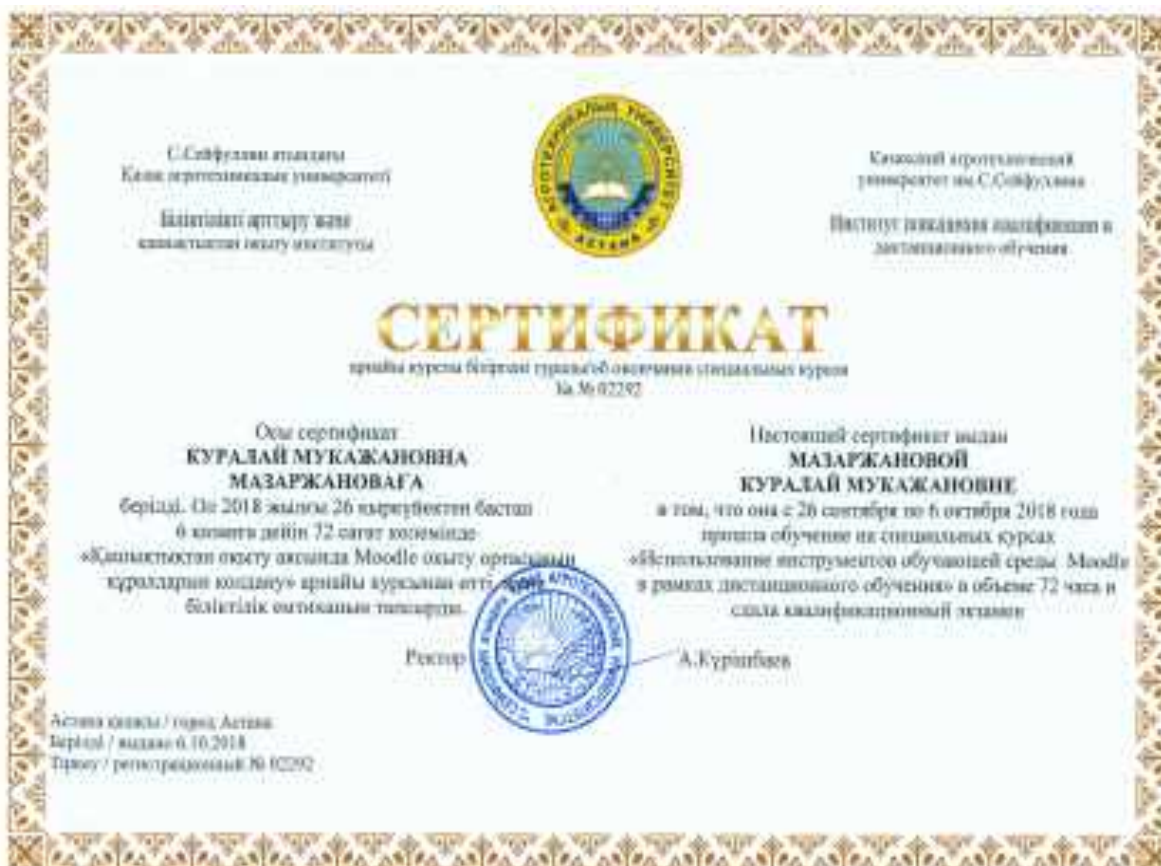 С.Сейфуллин атындағы
Қазақ агротехникалық университеті
Біліктілікті арттыру және
қашықтықтан оқыту институты
АГРОТЕХНИКАЛЫҚ УНИВЕРСИТЕТ
АСТАНА
Казахский агротехнический
университет им.С.Сейфуллина
Институт повышения квалификации и
дистанционного обучения
СЕРТИФИКАТ
арнайы курсты бітіргені туралы/об окончании специальных курсов
№ 02292
Осы сертификат
КУРАЛАЙ МУКАЖАНОВНА
МАЗАРЖАНОВАҒА
берілді. Ол 2018 жылғы 26 қыркүйектен бастап
6 қазанға дейін 72 сағат көлемінде
«Қашықтықтан оқыту аясында Moodle оқыту ортасының
құралдарын қолдану» арнайы курсынан өтті
біліктілік емтиханын тапсырды.
Настоящий сертификат выдан
МАЗАРЖАНОВОЙ
КУРАЛАЙ МУКАЖАНОВНЕ
в том, что она с 26 сентября по 6 октября 2018 года
прошла обучение на специальных курсах
«Использование инструментов обучающей среды Moodle
в рамках дистанционного обучения» в объеме 72 часа и
сдала квалификационный экзамен
Ректор
А.Күрішбаев
Астана қаласы / город Астана
Берілді / выдано 6.10.2018
Тіркеу / регистрационный № 02292